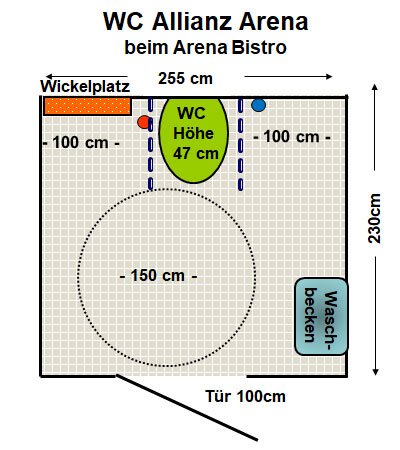 WC Allianz Arena
beim Arena Bistro
255 cm
Wickelplatz
WC
Höhe
47 cm
- 100 cm -
- 100 cm -
230cm
- 150 cm -
Wasch-
becken
Tür 100cm